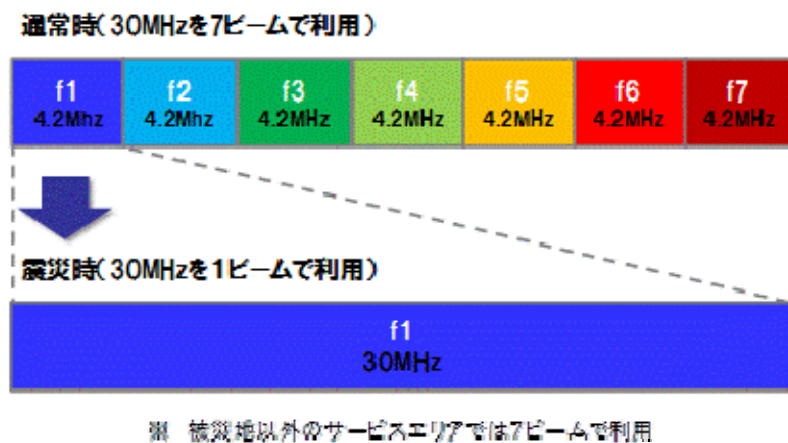 通常時(30MHzを7ビームで利用)
f1 f2 f3 f4 f5 f6 f7
4.2Mhz 4.2Mhz 4.2MHz 4.2MHz 4.2MHz 4.2MHz 4.2MHz
震災時(30MHzを1ビームで利用)
f1
30MHz
※ 被災地以外のサービスエリアでは7ビームで利用